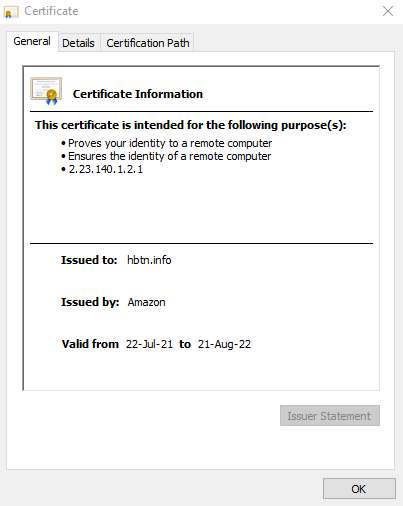 Certificate
General Details Certification Path
Certificate Information
This certificate is intended for the following purpose(s):
• Proves your identity to a remote computer
• Ensures the identity of a remote computer
• 2.23.140.1.2.1
Issued to: hbtn.info
Issued by: Amazon
Valid from 22-Jul-21 to 21-Aug-22
Issuer Statement
OK